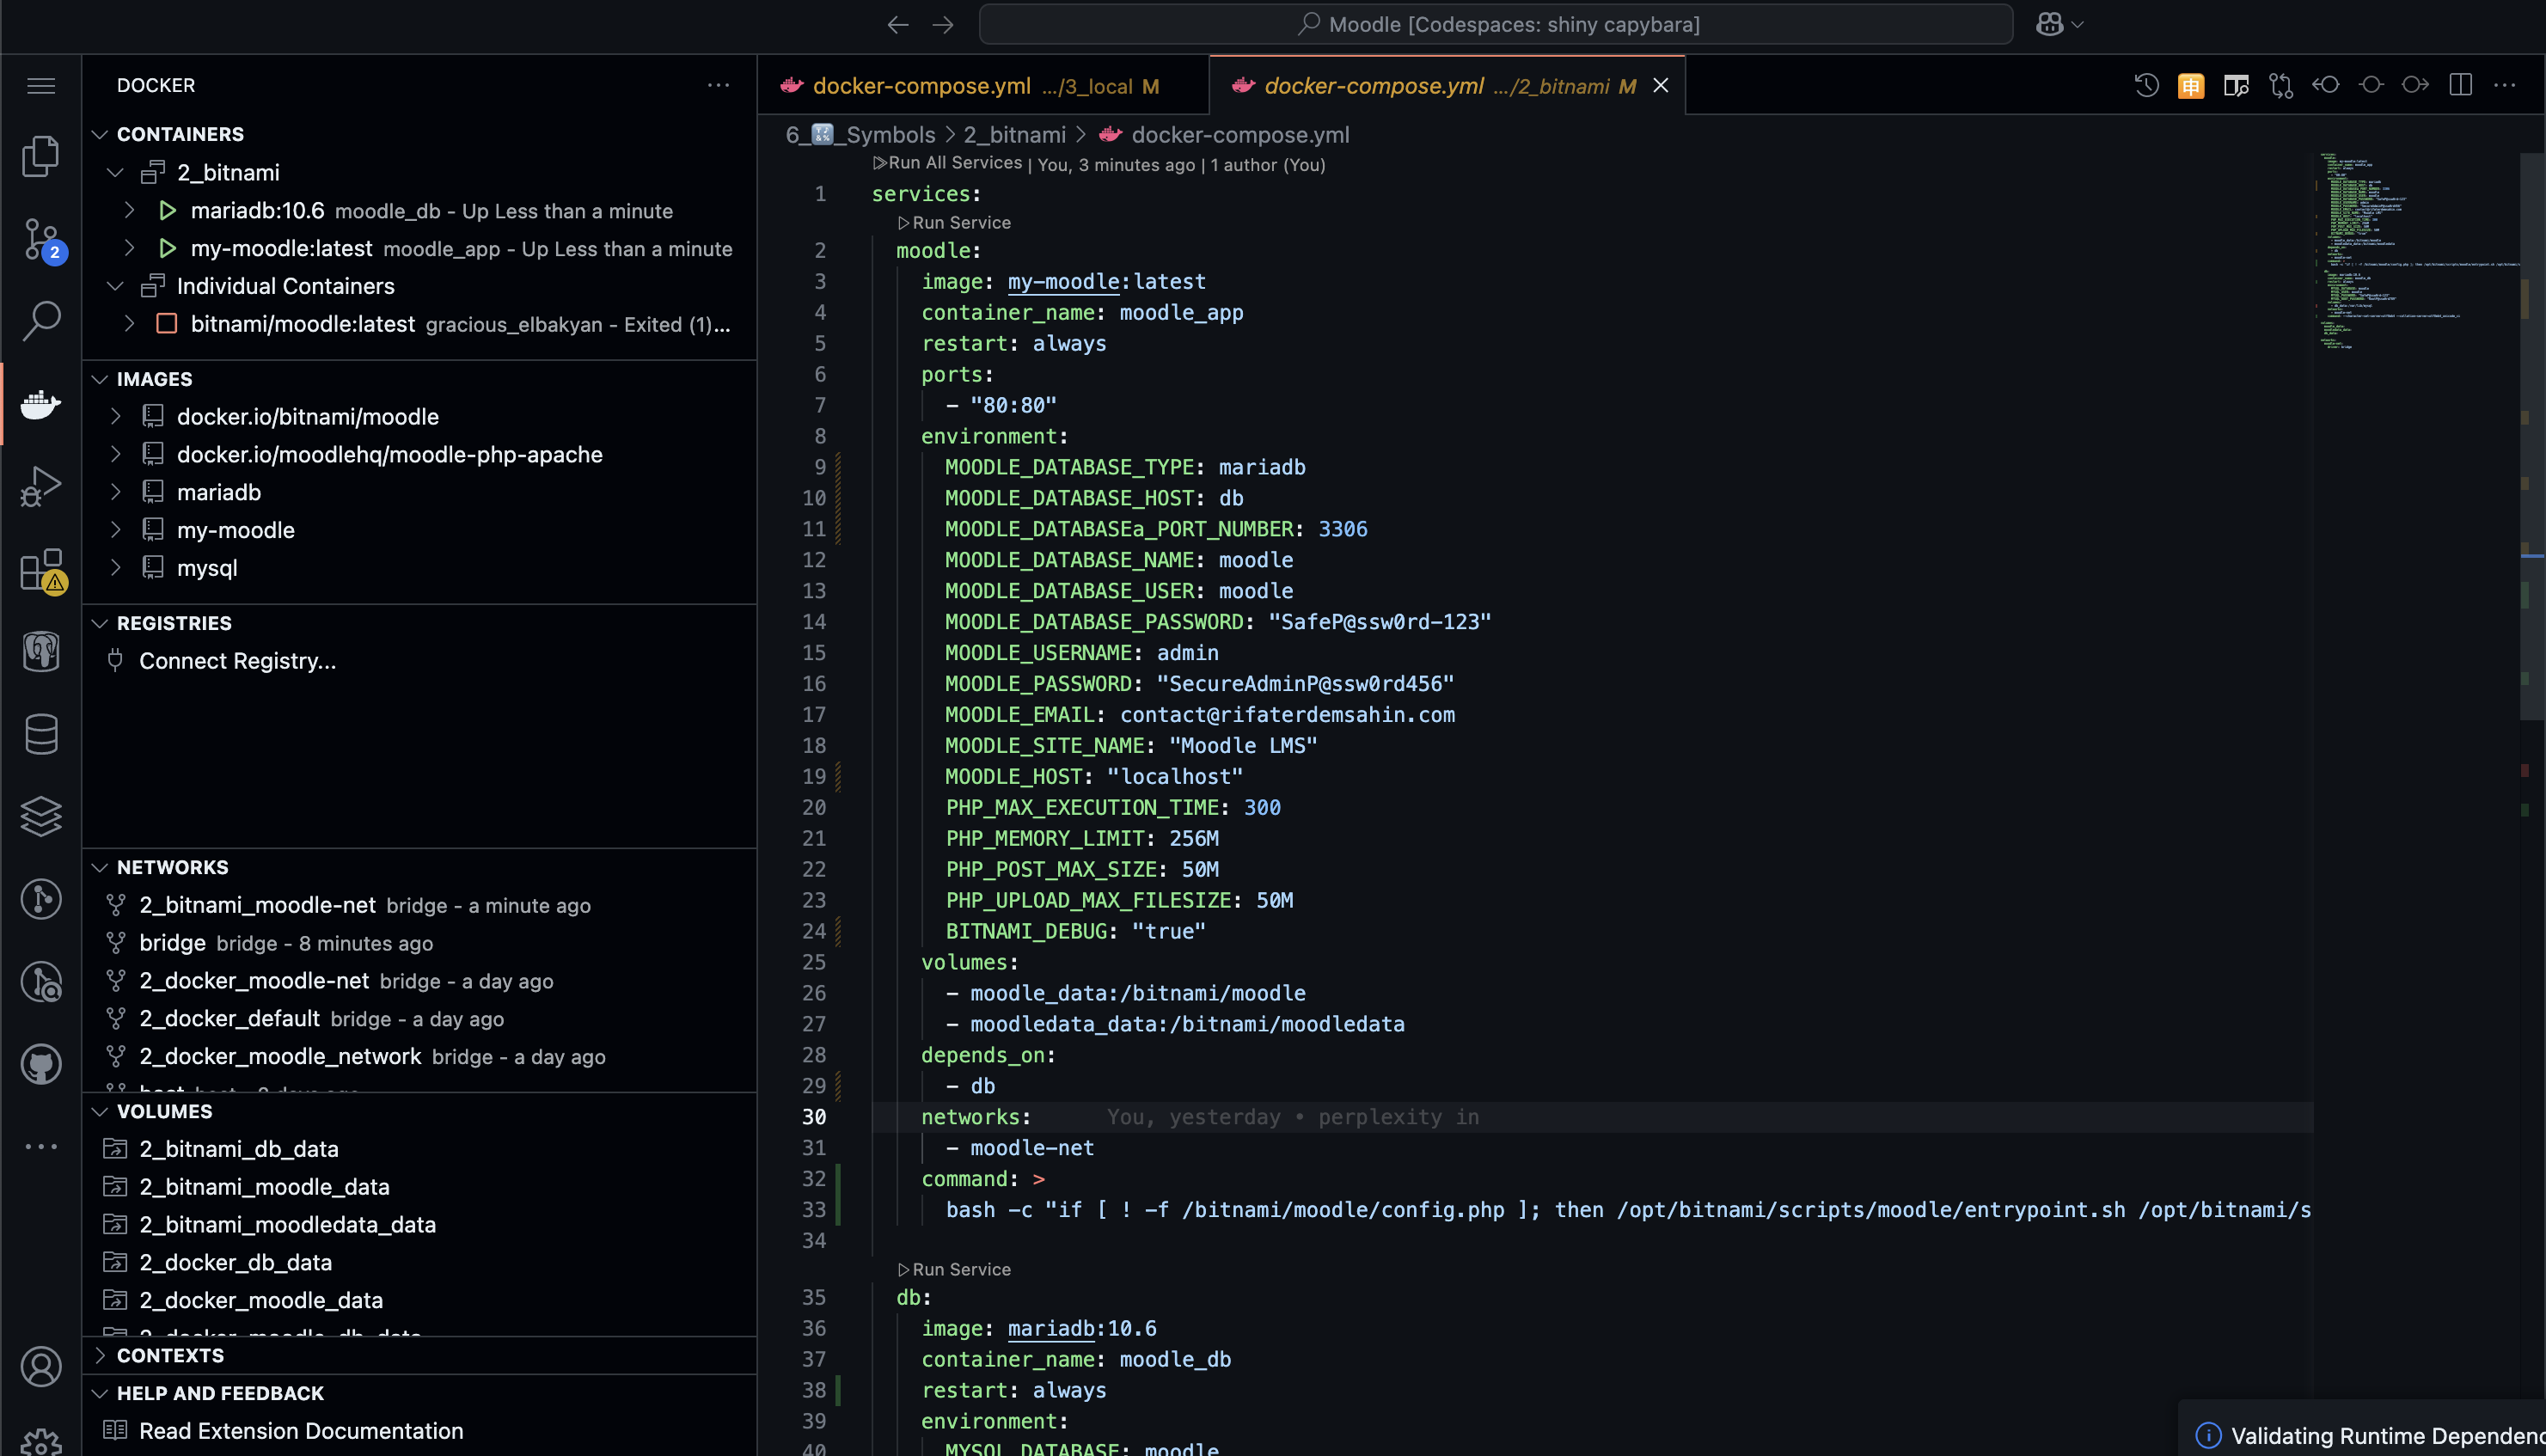 Moodle [Codespaces: shiny capybara]
DOCKER
CONTAINERS
2_bitnami
mariadb:10.6 moodle_db - Up Less than a minute
my-moodle:latest moodle_app - Up Less than a minute
Individual Containers
bitnami/moodle:latest gracious_elbakyan - Exited (1)...
IMAGES
docker.io/bitnami/moodle
docker.io/moodlehq/moodle-php-apache
mariadb
my-moodle
mysql
REGISTRIES
Connect Registry...
NETWORKS
2_bitnami_moodle-net bridge - a minute ago
bridge bridge - 8 minutes ago
2_docker_moodle-net bridge - a day ago
2_docker_default bridge - a day ago
2_docker_moodle_network bridge - a day ago
VOLUMES
2_bitnami_db_data
2_bitnami_moodle_data
2_bitnami_moodledata_data
2_docker_db_data
2_docker_moodle_data
CONTEXTS
HELP AND FEEDBACK
Read Extension Documentation
2
docker-compose.yml .../3_local M
docker-compose.yml .../2_bitnami M
6_🔣_Symbols > 2_bitnami > docker-compose.yml
Run All Services | You, 3 minutes ago | 1 author (You)
1 services:
Run Service
2 moodle:
3 image: my-moodle:latest
4 container_name: moodle_app
5 restart: always
6 ports:
7 - "80:80"
8 environment:
9 MOODLE_DATABASE_TYPE: mariadb
10 MOODLE_DATABASE_HOST: db
11 MOODLE_DATABASEa_PORT_NUMBER: 3306
12 MOODLE_DATABASE_NAME: moodle
13 MOODLE_DATABASE_USER: moodle
14 MOODLE_DATABASE_PASSWORD: "SafeP@ssw0rd-123"
15 MOODLE_USERNAME: admin
16 MOODLE_PASSWORD: "SecureAdminP@ssw0rd456"
17 MOODLE_EMAIL: contact@rifaterdemsahin.com
18 MOODLE_SITE_NAME: "Moodle LMS"
19 MOODLE_HOST: "localhost"
20 PHP_MAX_EXECUTION_TIME: 300
21 PHP_MEMORY_LIMIT: 256M
22 PHP_POST_MAX_SIZE: 50M
23 PHP_UPLOAD_MAX_FILESIZE: 50M
24 BITNAMI_DEBUG: "true"
25 volumes:
26 - moodle_data:/bitnami/moodle
27 - moodledata_data:/bitnami/moodledata
28 depends_on:
29 - db
30 networks: You, yesterday • perplexity in
31 - moodle-net
32 command: >
33 bash -c "if [ ! -f /bitnami/moodle/config.php ]; then /opt/bitnami/scripts/moodle/entrypoint.sh /opt/bitnami/s
34
Run Service
35 db:
36 image: mariadb:10.6
37 container_name: moodle_db
38 restart: always
39 environment:
40 MYSQL_DATABASE: moodle
Validating Runtime Dependenc